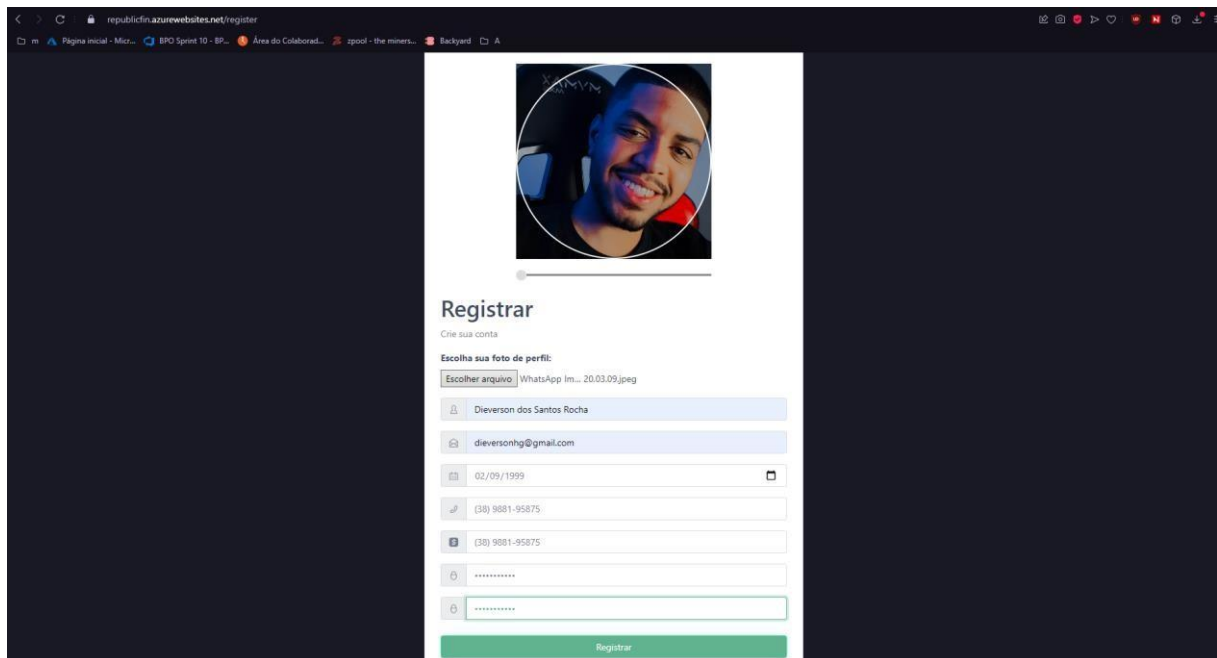 republicfin.azurewebsites.net/register
m Página inicial - Micr... BPO Sprint 10 - BP... Área do Colaborad... zpool - the miners... Backyard A
Registrar
Crie sua conta
Escolha sua foto de perfil:
Escolher arquivo WhatsApp Im... 20.03.09.jpeg
Dieverson dos Santos Rocha
dieversonhg@gmail.com
02/09/1999
(38) 9881-95875
(38) 9881-95875
Registrar